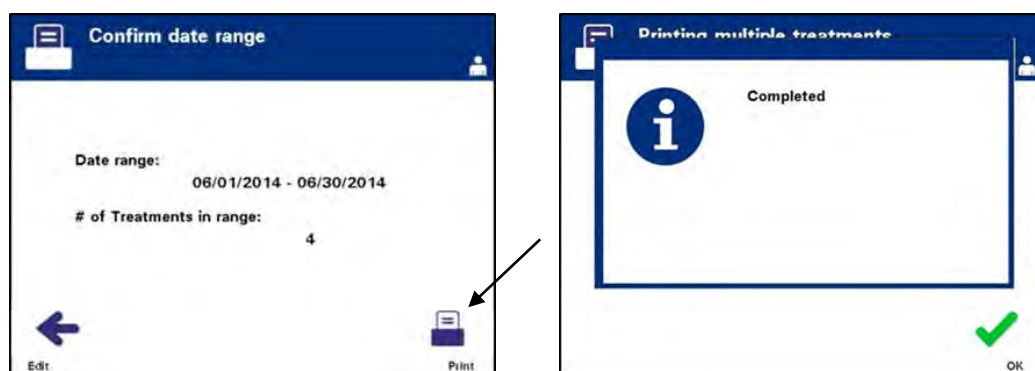 Confirm date range
Date range:
06/01/2014 - 06/30/2014
# of Treatments in range:
4
Edit
Print
Printing multiple treatments
Completed
OK